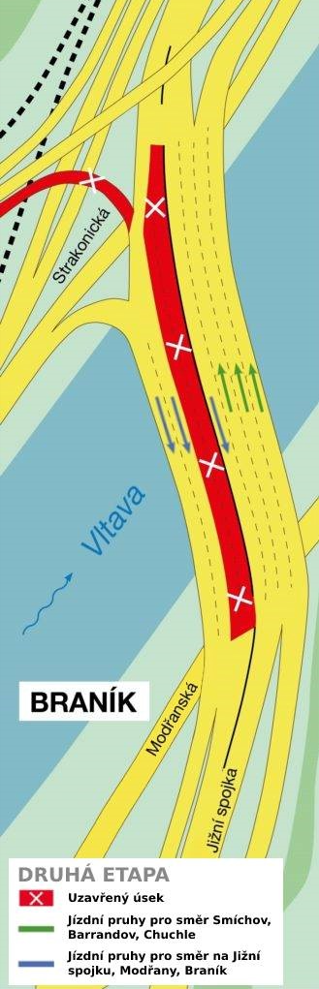 Strakonická
Vltava
BRANÍK
Modřanská
Jižní spojka
DRUHÁ ETAPA
Uzavřený úsek
Jízdní pruhy pro směr Smíchov,
Barrandov, Chuchle
Jízdní pruhy pro směr na Jižní
spojku, Modřany, Braník